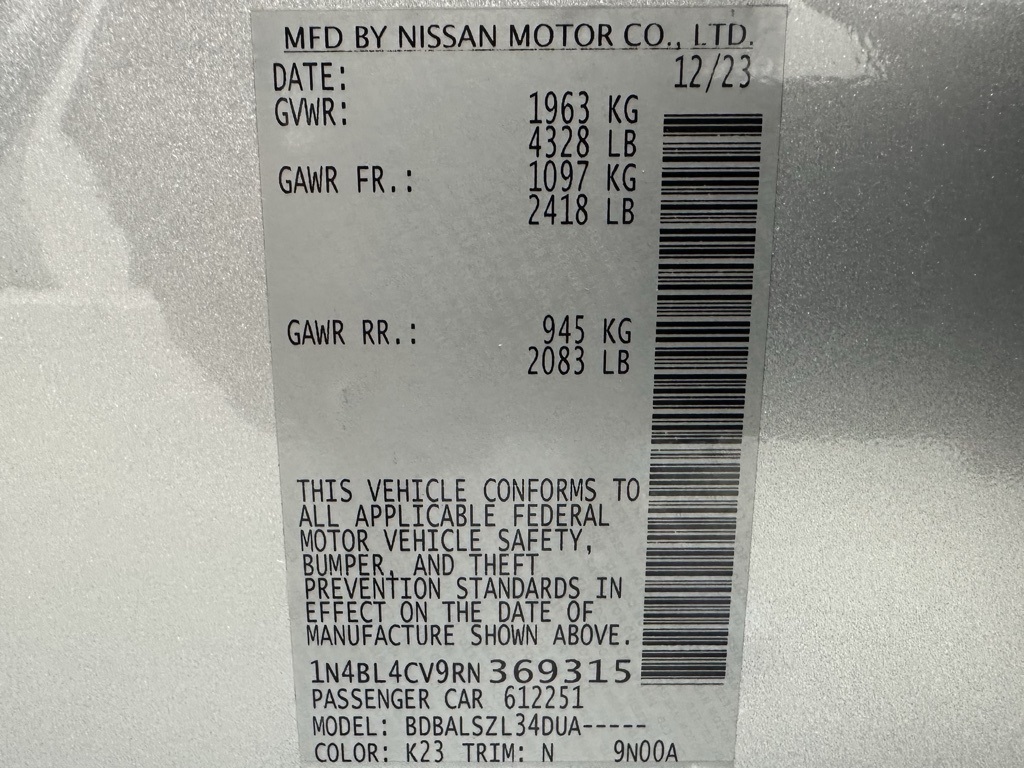 MFD BY NISSAN MOTOR CO., LTD.
DATE: 12/23
GVWR: 1963 KG
4328 LB
GAWR FR.: 1097 KG
2418 LB
GAWR RR.: 945 KG
2083 LB
THIS VEHICLE CONFORMS TO
ALL APPLICABLE FEDERAL
MOTOR VEHICLE SAFETY,
BUMPER, AND THEFT
PREVENTION STANDARDS IN
EFFECT ON THE DATE OF
MANUFACTURE SHOWN ABOVE.
1N4BL4CV9RN369315
PASSENGER CAR 612251
MODEL: BDBALSZL34DUA-----
COLOR: K23 TRIM: N 9N00A